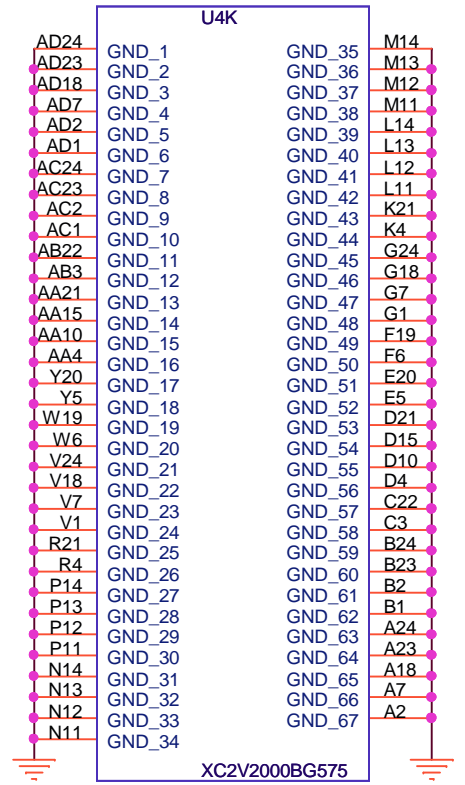 U4K
AD24 GND_1 GND_35 M14
AD23 GND_2 GND_36 M13
AD18 GND_3 GND_37 M12
AD7 GND_4 GND_38 M11
AD2 GND_5 GND_39 L14
AD1 GND_6 GND_40 L13
AC24 GND_7 GND_41 L12
AC23 GND_8 GND_42 L11
AC2 GND_9 GND_43 K21
AC1 GND_10 GND_44 K4
AB22 GND_11 GND_45 G24
AB3 GND_12 GND_46 G18
AA21 GND_13 GND_47 G7
AA15 GND_14 GND_48 G1
AA10 GND_15 GND_49 F19
AA4 GND_16 GND_50 F6
Y20 GND_17 GND_51 E20
Y5 GND_18 GND_52 E5
W19 GND_19 GND_53 D21
W6 GND_20 GND_54 D15
V24 GND_21 GND_55 D10
V18 GND_22 GND_56 D4
V7 GND_23 GND_57 C22
V1 GND_24 GND_58 C3
R21 GND_25 GND_59 B24
R4 GND_26 GND_60 B23
P14 GND_27 GND_61 B2
P13 GND_28 GND_62 B1
P12 GND_29 GND_63 A24
P11 GND_30 GND_64 A23
N14 GND_31 GND_65 A18
N13 GND_32 GND_66 A7
N12 GND_33 GND_67 A2
N11 GND_34
XC2V2000BG575